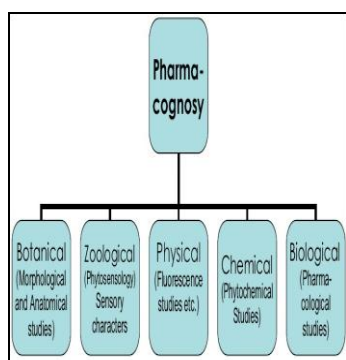 Pharma-
cognosy
Botanical
(Morphological
and Anatomical
studies)
Zoological
(Phytosensology)
Sensory
characters
Physical
(Fluorescence
studies etc.)
Chemical
(Phytochemical
Studies)
Biological
(Pharma-
cological
studies)